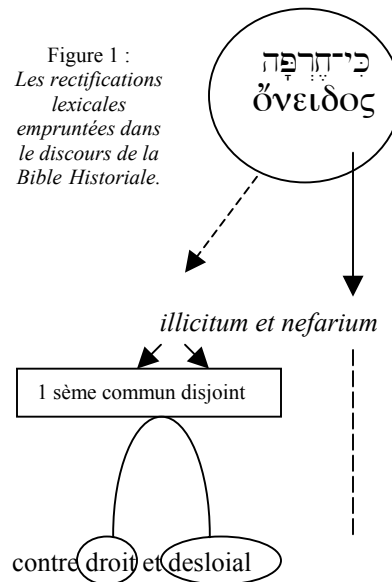 Figure 1 :
Les rectifications
lexicales
empruntées dans
le discours de la
Bible Historiale.
כִּי־חֶרְפָּה
ὄνειδος
illicitum et nefarium
1 sème commun disjoint
contre droit et desloial